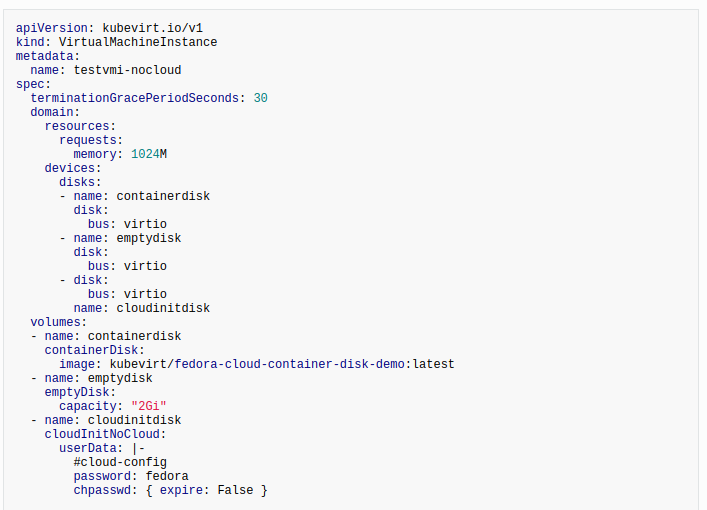 apiVersion: kubevirt.io/v1
kind: VirtualMachineInstance
metadata:
  name: testvmi-nocloud
spec:
  terminationGracePeriodSeconds: 30
  domain:
    resources:
      requests:
        memory: 1024M
    devices:
      disks:
      - name: containerdisk
        disk:
          bus: virtio
      - name: emptydisk
        disk:
          bus: virtio
      - disk:
          bus: virtio
        name: cloudinitdisk
  volumes:
  - name: containerdisk
    containerDisk:
      image: kubevirt/fedora-cloud-container-disk-demo:latest
  - name: emptydisk
    emptyDisk:
      capacity: "2Gi"
  - name: cloudinitdisk
    cloudInitNoCloud:
      userData: |-
        #cloud-config
        password: fedora
        chpasswd: { expire: False }